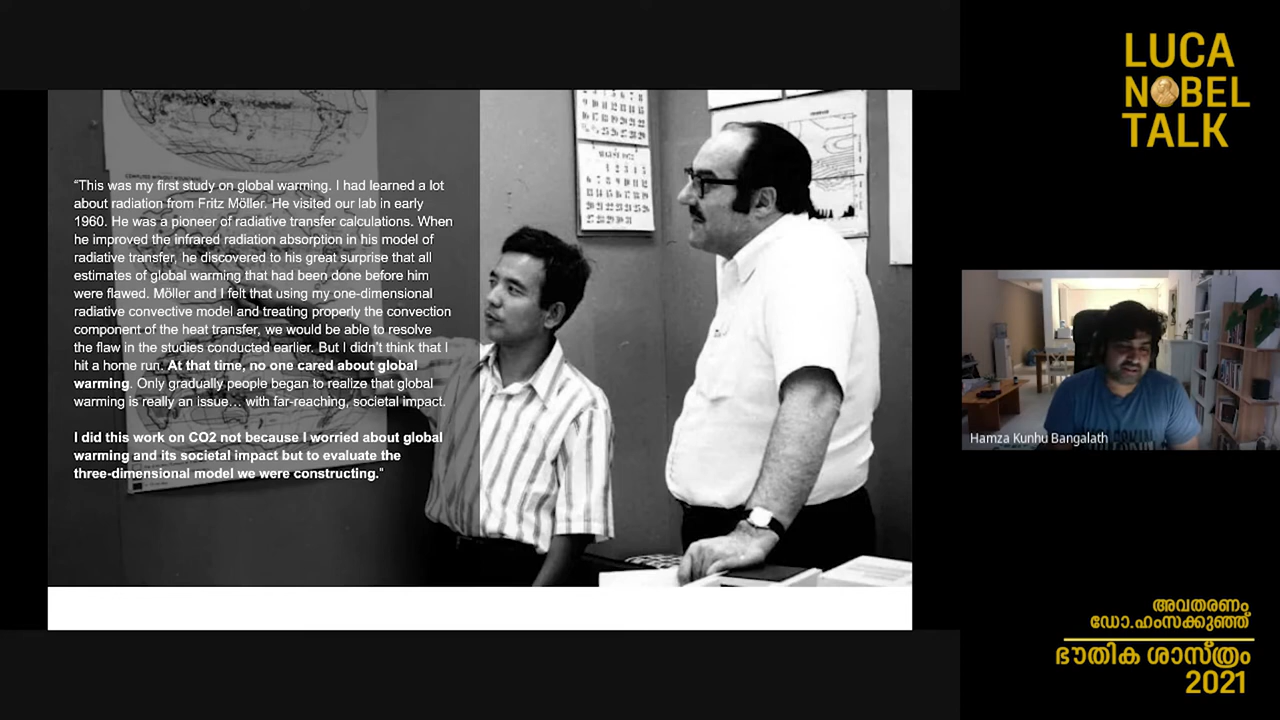 “This was my first study on global warming. I had learned a lot
about radiation from Fritz Möller. He visited our lab in early
1960. He was a pioneer of radiative transfer calculations. When
he improved the infrared radiation absorption in his model of
radiative transfer, he discovered to his great surprise that all
estimates of global warming that had been done before him
were flawed. Möller and I felt that using my one-dimensional
radiative convective model and treating properly the convection
component of the heat transfer, we would be able to resolve
the flaw in the studies conducted earlier. But I didn’t think that I
hit a home run. At that time, no one cared about global
warming. Only gradually people began to realize that global
warming is really an issue… with far-reaching, societal impact.
I did this work on CO2 not because I worried about global
warming and its societal impact but to evaluate the
three-dimensional model we were constructing."
AUGUST 1972
LUCA
NOBEL
TALK
Hamza Kunhu Bangalath
അവതരണം
ഡോ.ഹംസക്കുഞ്ഞ്
ഭൗതിക ശാസ്ത്രം
2021